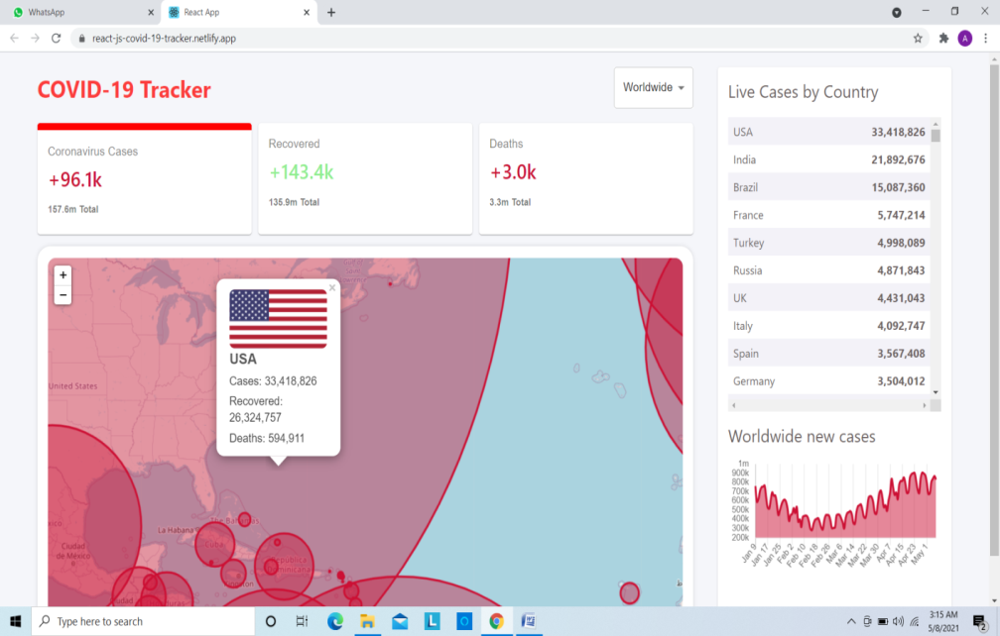 WhatsApp
React App
react-js-covid-19-tracker.netlify.app
A
COVID-19 Tracker
Worldwide
Coronavirus Cases
+96.1k
157.6m Total
Recovered
+143.4k
135.9m Total
Deaths
+3.0k
3.3m Total
+
−
USA
Cases: 33,418,826
Recovered:
26,324,757
Deaths: 594,911
United States
The Bahamas
La Habana
Cuba
Ciudad
de México
República
Dominicana
Live Cases by Country
USA 33,418,826
India 21,892,676
Brazil 15,087,360
France 5,747,214
Turkey 4,998,089
Russia 4,871,843
UK 4,431,043
Italy 4,092,747
Spain 3,567,408
Germany 3,504,012
Worldwide new cases
1m
900k
800k
700k
600k
500k
400k
300k
200k
Jan 9 Jan 17 Jan 25 Feb 2 Feb 10 Feb 18 Feb 26 Mar 6 Mar 14 Mar 22 Mar 30 Apr 7 Apr 15 Apr 23 May 1
Type here to search
L
3:15 AM
5/8/2021
2